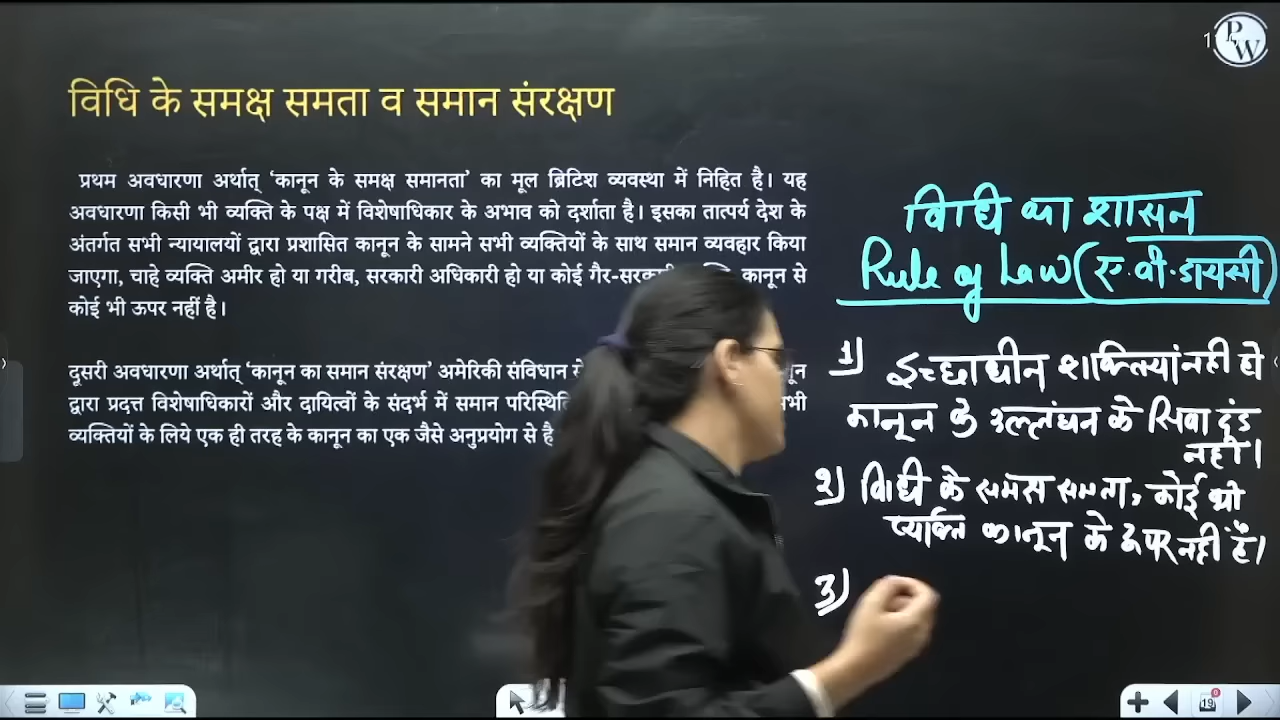 विधि के समक्ष समता व समान संरक्षण
प्रथम अवधारणा अर्थात् ‘कानून के समक्ष समानता’ का मूल ब्रिटिश व्यवस्था में निहित है। यह
अवधारणा किसी भी व्यक्ति के पक्ष में विशेषाधिकार के अभाव को दर्शाता है। इसका तात्पर्य देश के
अंतर्गत सभी न्यायालयों द्वारा प्रशासित कानून के सामने सभी व्यक्तियों के साथ समान व्यवहार किया
जाएगा, चाहे व्यक्ति अमीर हो या गरीब, सरकारी अधिकारी हो या कोई कानून से
कोई भी ऊपर नहीं है।
दूसरी अवधारणा अर्थात् ‘कानून का समान संरक्षण’ अमेरिकी संविधान
द्वारा प्रदत्त विशेषाधिकारों और दायित्वों के संदर्भ में समान
व्यक्तियों के लिये एक ही तरह के कानून का एक जैसे अनुप्रयोग से है
PW
विधि का शासन
Rule of Law (ए.वी.डायसी)
1) इच्छाधीन शक्तियां नही हो
कानून के उल्लंघन के सिवा दंड
नही।
2) विधी के समक्ष समता, कोई भी
व्यक्ति कानून के ऊपर नहीं हैं।
3)
19